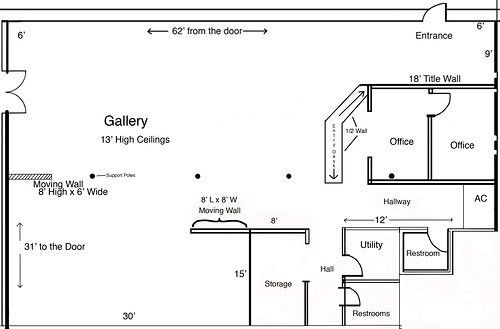 62' from the door
6'
6'
Entrance
9'
18' Title Wall
Gallery
13' High Ceilings
Entry Desk
1/2 Wall
Office
Office
Support Poles
Moving Wall
8' High x 6' Wide
8' L x 8' W
Moving Wall
Hallway
AC
8'
12'
31' to the Door
Utility
Restroom
15'
Storage
Hall
30'
Restrooms